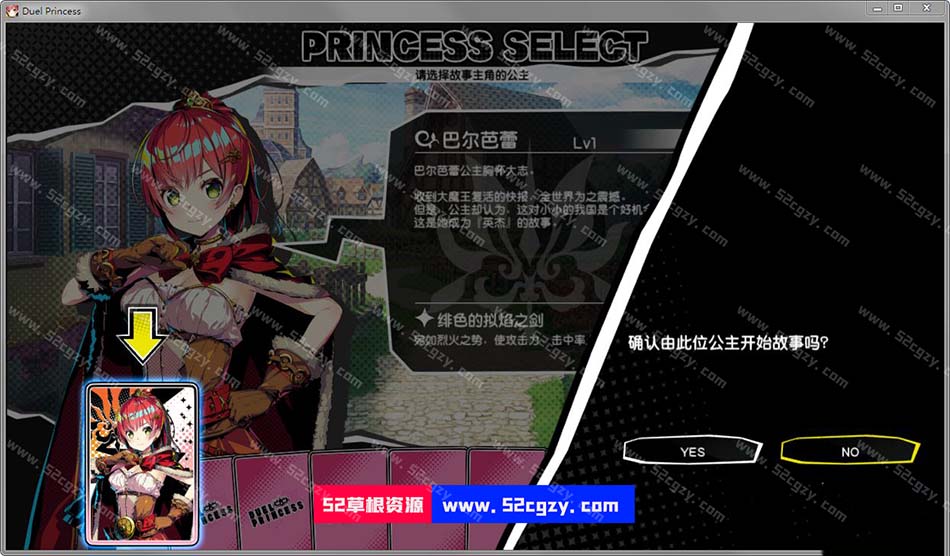 Duel Princess
PRINCESS SELECT
请选择故事主角的公主
巴尔芭蕾 Lv1
巴尔芭蕾公主胸怀大志。
收到大魔王复活的快报，全世界为之震撼。
但是，公主却认为，这对小小的我国是个好机会
这是她成为『英杰』的故事。
绯色的拟焰之剑
宛如烈火之势，使攻击力、击中率
确认由此位公主开始故事吗？
YES NO
DUEL PRINCESS
52草根资源 www.52cgzy.com
www.52cgzy.com